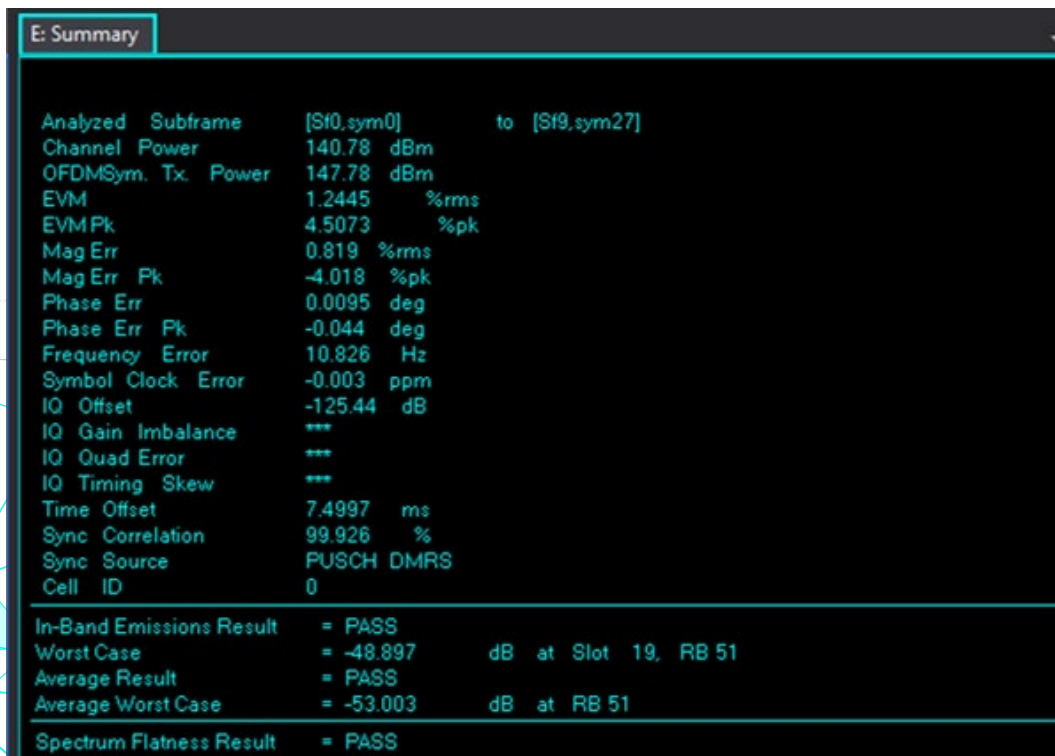 E: Summary
Analyzed Subframe [Sf0,sym0] to [Sf9,sym27]
Channel Power 140.78 dBm
OFDMSym. Tx. Power 147.78 dBm
EVM 1.2445 %rms
EVM Pk 4.5073 %pk
Mag Err 0.819 %rms
Mag Err Pk -4.018 %pk
Phase Err 0.0095 deg
Phase Err Pk -0.044 deg
Frequency Error 10.826 Hz
Symbol Clock Error -0.003 ppm
IQ Offset -125.44 dB
IQ Gain Imbalance ***
IQ Quad Error ***
IQ Timing Skew ***
Time Offset 7.4997 ms
Sync Correlation 99.926 %
Sync Source PUSCH DMRS
Cell ID 0
In-Band Emissions Result = PASS
Worst Case = -48.897 dB at Slot 19, RB 51
Average Result = PASS
Average Worst Case = -53.003 dB at RB 51
Spectrum Flatness Result = PASS